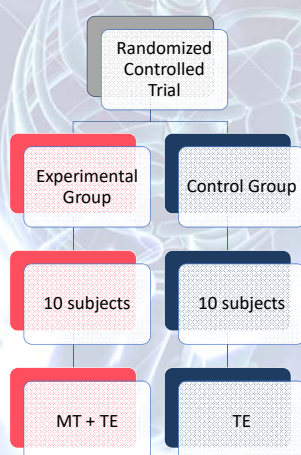 Randomized
Controlled
Trial
Experimental
Group
Control Group
10 subjects
10 subjects
MT + TE
TE